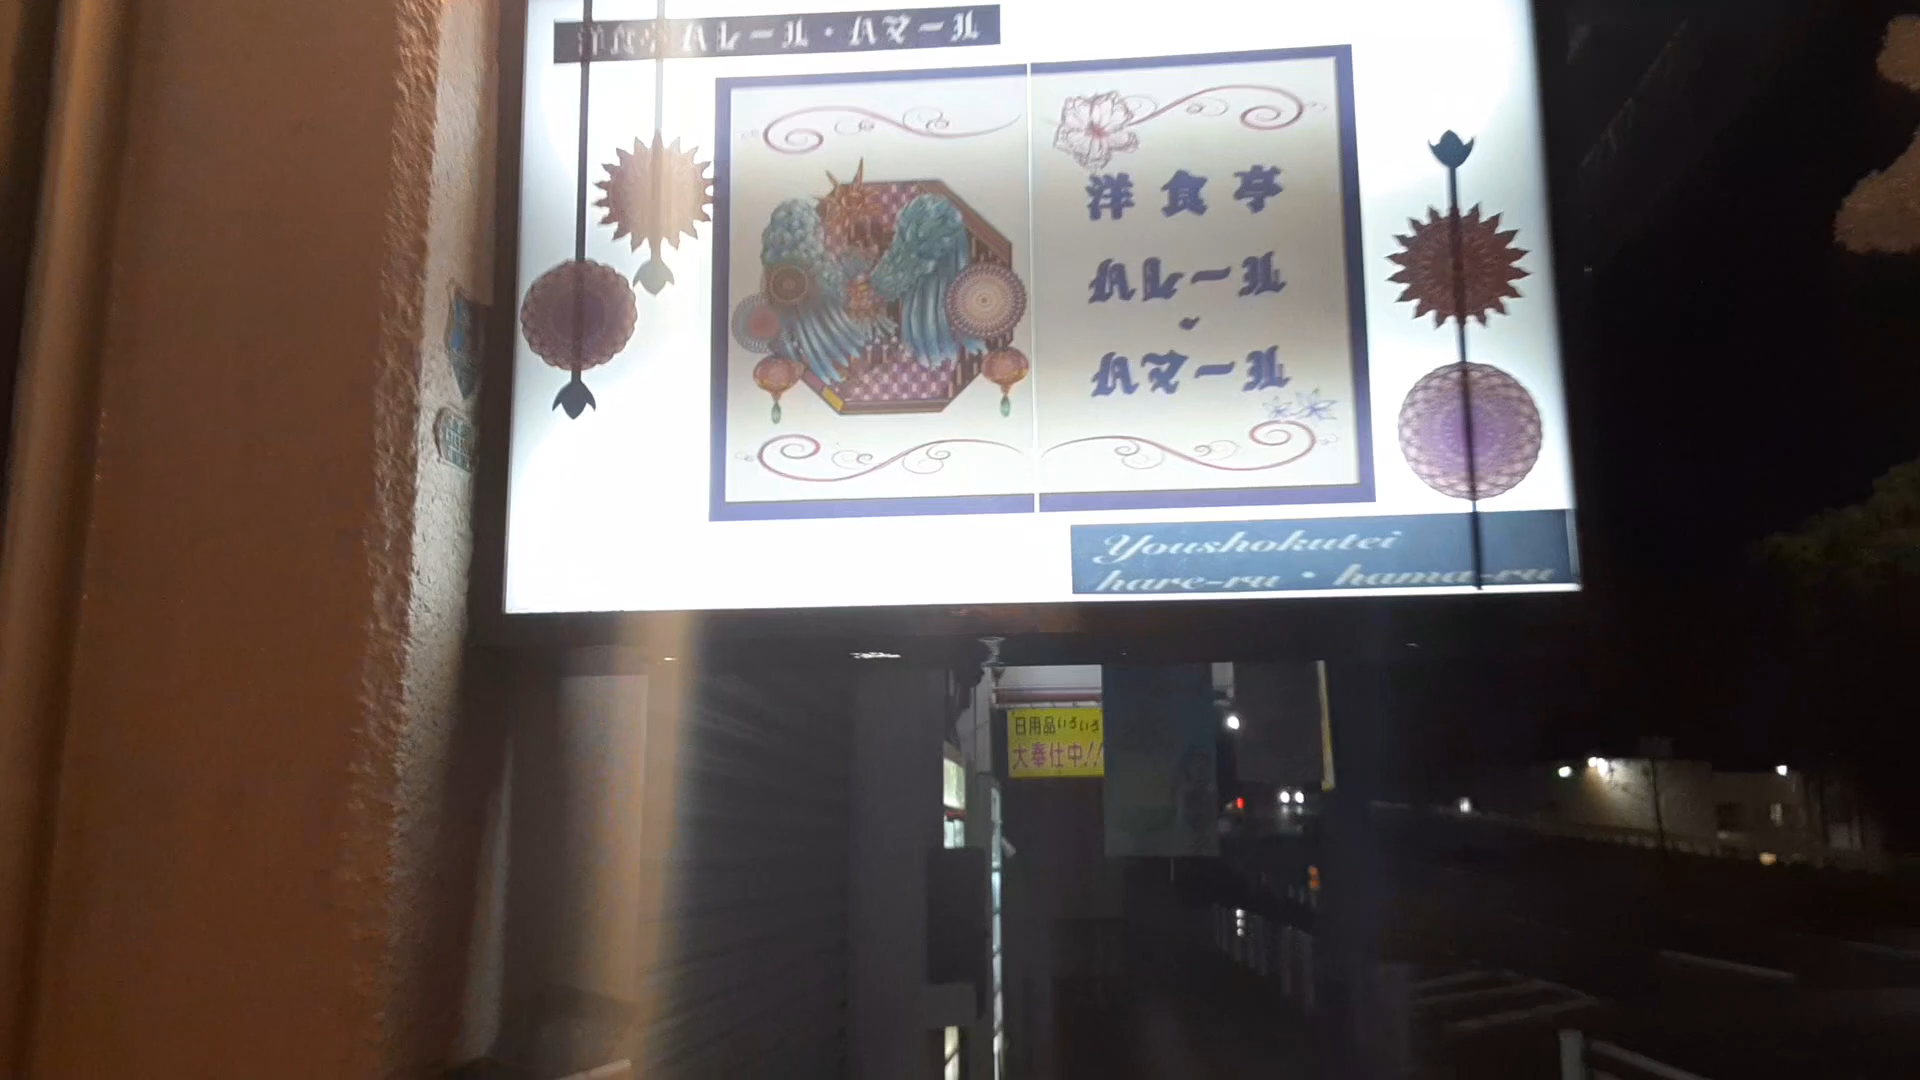 洋食亭ハレール・ハマール
洋食亭
ハレール
・
ハマール
Youshokutei
hare-ru・hama-ru
日用品いろいろ
大奉仕中!!